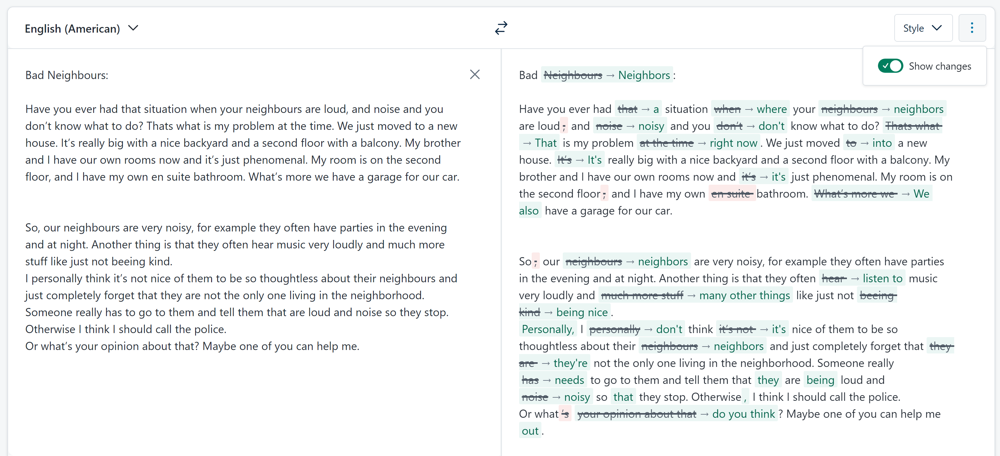 English (American)
Style
Show changes
Bad Neighbours:
Have you ever had that situation when your neighbours are loud, and noise and you
don’t know what to do? Thats what is my problem at the time. We just moved to a new
house. It’s really big with a nice backyard and a second floor with a balcony. My brother
and I have our own rooms now and it’s just phenomenal. My room is on the second
floor, and I have my own en suite bathroom. What’s more we have a garage for our car.
So, our neighbours are very noisy, for example they often have parties in the evening
and at night. Another thing is that they often hear music very loudly and much more
stuff like just not beeing kind.
I personally think it’s not nice of them to be so thoughtless about their neighbours and
just completely forget that they are not the only one living in the neighborhood.
Someone really has to go to them and tell them that are loud and noise so they stop.
Otherwise I think I should call the police.
Or what’s your opinion about that? Maybe one of you can help me.
Bad Neighbours → Neighbors :
Have you ever had that → a situation when → where your neighbours → neighbors
are loud , and noise → noisy and you don’t → don't know what to do? Thats what
→ That is my problem at the time → right now . We just moved to → into a new
house. It’s → It's really big with a nice backyard and a second floor with a balcony. My
brother and I have our own rooms now and it’s → it's just phenomenal. My room is on
the second floor , and I have my own en suite bathroom. What’s more we → We
also have a garage for our car.
So , our neighbours → neighbors are very noisy, for example they often have parties
in the evening and at night. Another thing is that they often hear → listen to music
very loudly and much more stuff → many other things like just not beeing
kind → being nice .
Personally, I personally → don't think it’s not → it's nice of them to be so
thoughtless about their neighbours → neighbors and just completely forget that they
are → they're not the only one living in the neighborhood. Someone really
has → needs to go to them and tell them that they are being loud and
noise → noisy so that they stop. Otherwise , I think I should call the police.
Or what ’s your opinion about that → do you think ? Maybe one of you can help me
out .